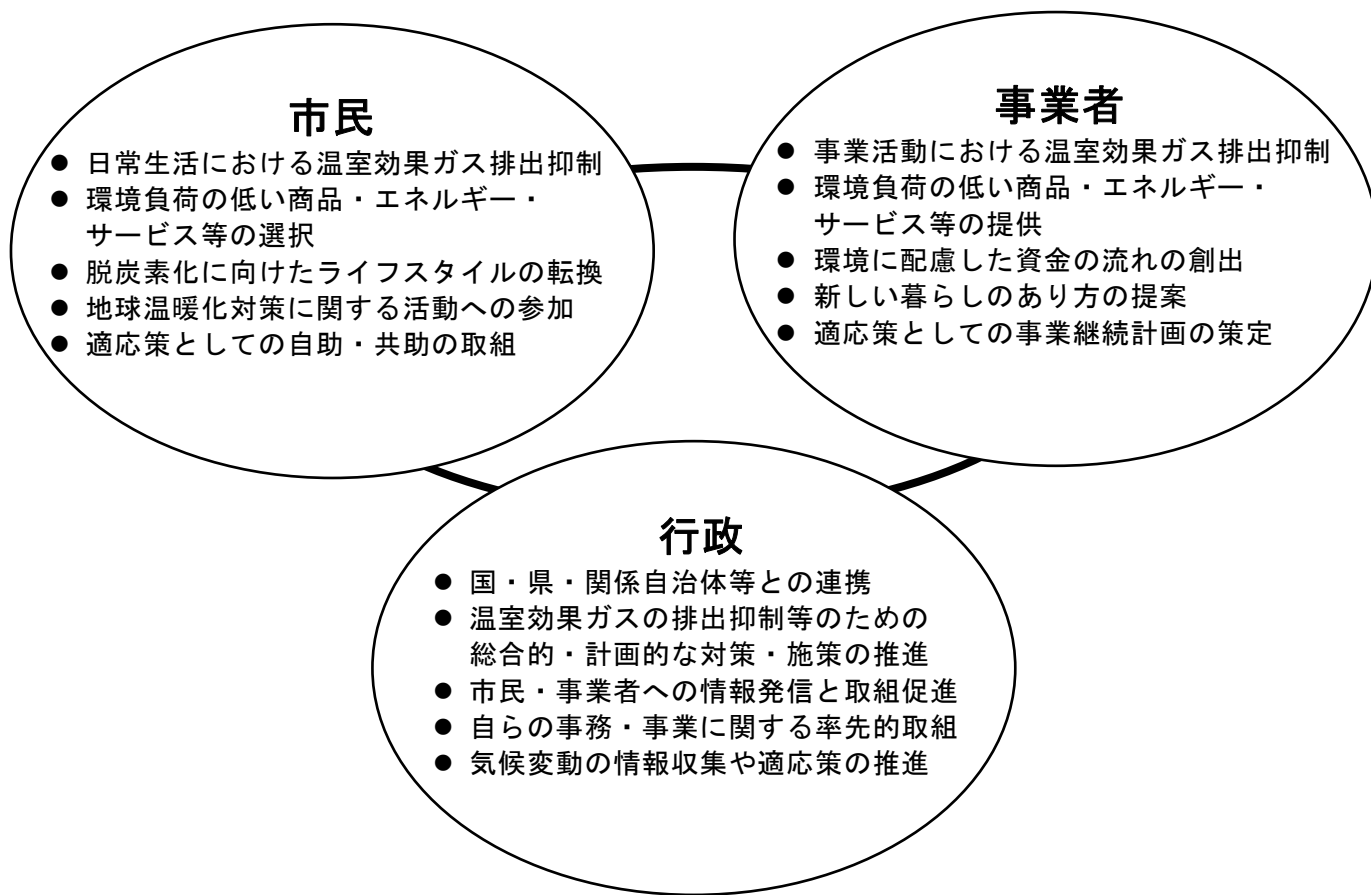 市民
● 日常生活における温室効果ガス排出抑制
● 環境負荷の低い商品・エネルギー・
サービス等の選択
● 脱炭素化に向けたライフスタイルの転換
● 地球温暖化対策に関する活動への参加
● 適応策としての自助・共助の取組
事業者
● 事業活動における温室効果ガス排出抑制
● 環境負荷の低い商品・エネルギー・
サービス等の提供
● 環境に配慮した資金の流れの創出
● 新しい暮らしのあり方の提案
● 適応策としての事業継続計画の策定
行政
● 国・県・関係自治体等との連携
● 温室効果ガスの排出抑制等のための
総合的・計画的な対策・施策の推進
● 市民・事業者への情報発信と取組促進
● 自らの事務・事業に関する率先的取組
● 気候変動の情報収集や適応策の推進